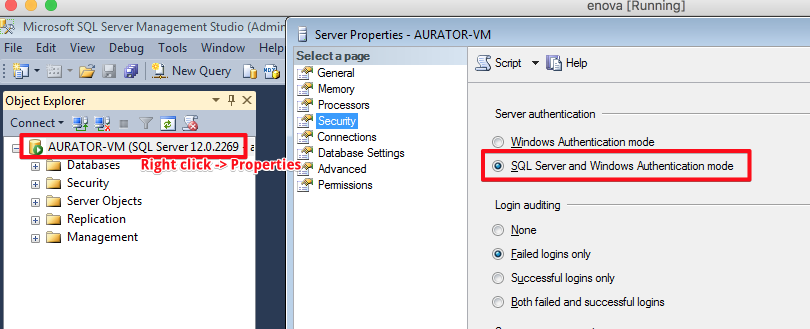 enova [Running]
Microsoft SQL Server Management Studio (Admin
File Edit View Debug Tools Window
New Query
Object Explorer
Connect
AURATOR-VM (SQL Server 12.0.2269 - a
Right click -> Properties
Databases
Security
Server Objects
Replication
Management
Server Properties - AURATOR-VM
Select a page
General
Memory
Processors
Security
Connections
Database Settings
Advanced
Permissions
Script Help
Server authentication
Windows Authentication mode
SQL Server and Windows Authentication mode
Login auditing
None
Failed logins only
Successful logins only
Both failed and successful logins